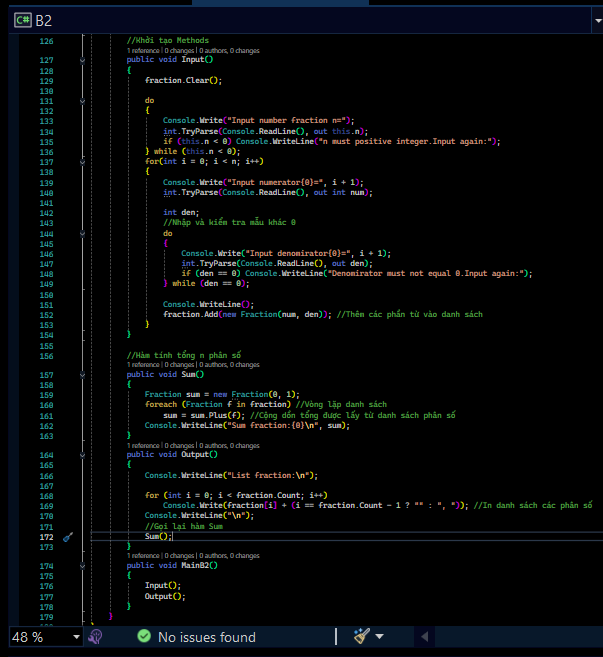 C# B2
126 //Khởi tạo Methods
1 reference | 0 changes | 0 authors, 0 changes
127 public void Input()
128 {
129 fraction.Clear();
130
131 do
132 {
133 Console.Write("Input number fraction n=");
134 int.TryParse(Console.ReadLine(), out this.n);
135 if (this.n < 0) Console.WriteLine("n must positive integer.Input again:");
136 } while (this.n < 0);
137 for(int i = 0; i < n; i++)
138 {
139 Console.Write("Input numerator{0}=", i + 1);
140 int.TryParse(Console.ReadLine(), out int num);
141
142 int den;
143 //Nhập và kiểm tra mẫu khác 0
144 do
145 {
146 Console.Write("Input denomirator{0}=", i + 1);
147 int.TryParse(Console.ReadLine(), out den);
148 if (den == 0) Console.WriteLine("Denomirator must not equal 0.Input again:");
149 } while (den == 0);
150
151 Console.WriteLine();
152 fraction.Add(new Fraction(num, den)); //Thêm các phần tử vào danh sách
153 }
154 }
155
156 //Hàm tính tổng n phân số
1 reference | 0 changes | 0 authors, 0 changes
157 public void Sum()
158 {
159 Fraction sum = new Fraction(0, 1);
160 foreach (Fraction f in fraction) //Vòng lặp danh sách
161 sum = sum.Plus(f); //Cộng dồn tổng được lấy từ danh sách phân số
162 Console.WriteLine("Sum fraction:{0}\n", sum);
163 }
1 reference | 0 changes | 0 authors, 0 changes
164 public void Output()
165 {
166 Console.WriteLine("List fraction:\n");
167
168 for (int i = 0; i < fraction.Count; i++)
169 Console.Write(fraction[i] + (i == fraction.Count - 1 ? "" : ", ")); //In danh sách các phân số
170 Console.WriteLine("\n");
171 //Gọi lại hàm Sum
172 Sum();
173 }
1 reference | 0 changes | 0 authors, 0 changes
174 public void MainB2()
175 {
176 Input();
177 Output();
178 }
179 }
48 % No issues found